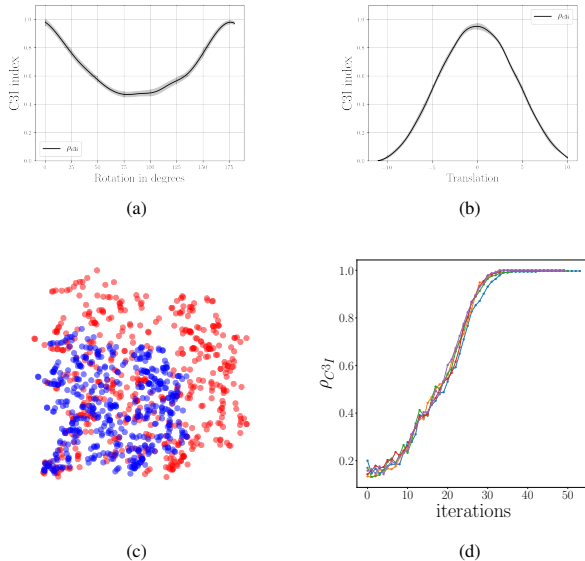 1.0
0.8
0.6
0.4
0.2
0.0
C3I index
ρc3i
0 25 50 75 100 125 150 175
Rotation in degrees
(a)
1.0
0.8
0.6
0.4
0.2
0.0
C3I index
ρc3i
−10 −5 0 5 10
Translation
(b)
(c)
1.0
0.8
0.6
0.4
0.2
ρC³I
0 10 20 30 40 50
iterations
(d)